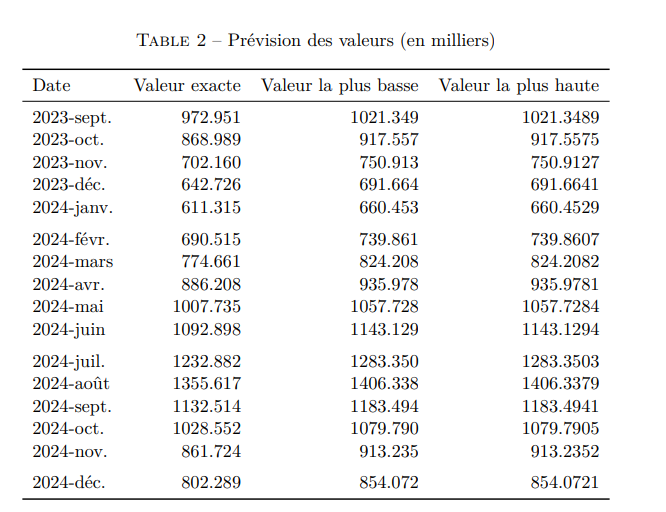 TABLE 2 – Prévision des valeurs (en milliers)
Date Valeur exacte Valeur la plus basse Valeur la plus haute
2023-sept. 972.951 1021.349 1021.3489
2023-oct. 868.989 917.557 917.5575
2023-nov. 702.160 750.913 750.9127
2023-déc. 642.726 691.664 691.6641
2024-janv. 611.315 660.453 660.4529
2024-févr. 690.515 739.861 739.8607
2024-mars 774.661 824.208 824.2082
2024-avr. 886.208 935.978 935.9781
2024-mai 1007.735 1057.728 1057.7284
2024-juin 1092.898 1143.129 1143.1294
2024-juil. 1232.882 1283.350 1283.3503
2024-août 1355.617 1406.338 1406.3379
2024-sept. 1132.514 1183.494 1183.4941
2024-oct. 1028.552 1079.790 1079.7905
2024-nov. 861.724 913.235 913.2352
2024-déc. 802.289 854.072 854.0721